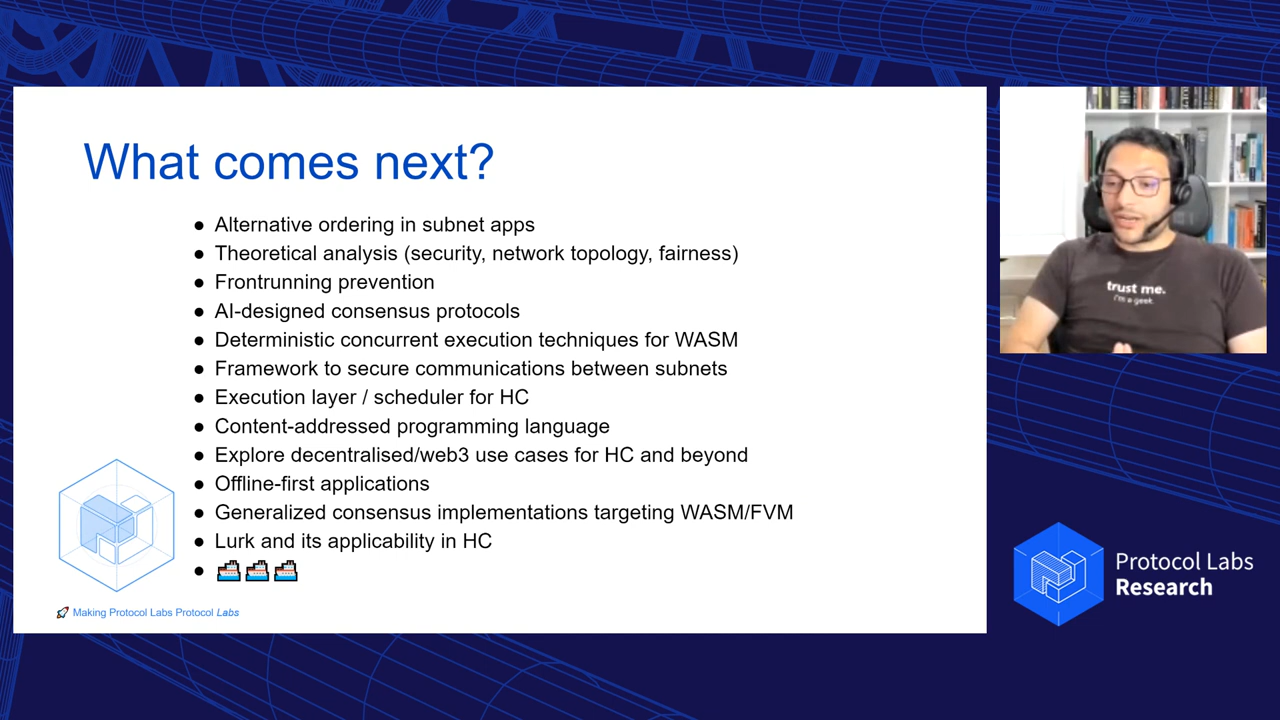 What comes next?
● Alternative ordering in subnet apps
● Theoretical analysis (security, network topology, fairness)
● Frontrunning prevention
● AI-designed consensus protocols
● Deterministic concurrent execution techniques for WASM
● Framework to secure communications between subnets
● Execution layer / scheduler for HC
● Content-addressed programming language
● Explore decentralised/web3 use cases for HC and beyond
● Offline-first applications
● Generalized consensus implementations targeting WASM/FVM
● Lurk and its applicability in HC
● 🚢🚢🚢
🚀 Making Protocol Labs Protocol Labs
trust me.
i'm a geek.
Protocol Labs
Research